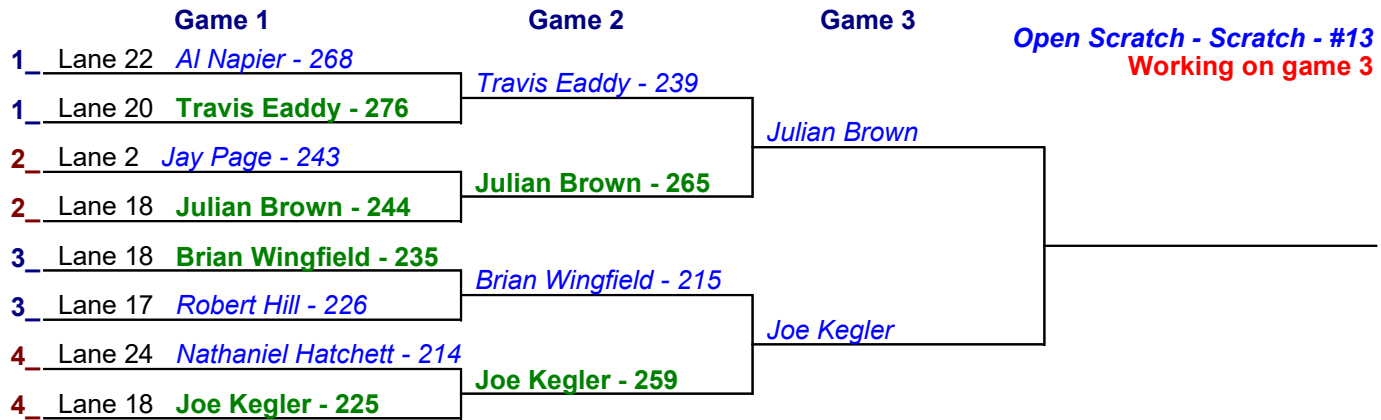 Game 1 Game 2 Game 3
Open Scratch - Scratch - #13
Working on game 3
1_ Lane 22 Al Napier - 268
Travis Eaddy - 239
1_ Lane 20 Travis Eaddy - 276
Julian Brown
2_ Lane 2 Jay Page - 243
Julian Brown - 265
2_ Lane 18 Julian Brown - 244
3_ Lane 18 Brian Wingfield - 235
Brian Wingfield - 215
3_ Lane 17 Robert Hill - 226
Joe Kegler
4_ Lane 24 Nathaniel Hatchett - 214
Joe Kegler - 259
4_ Lane 18 Joe Kegler - 225